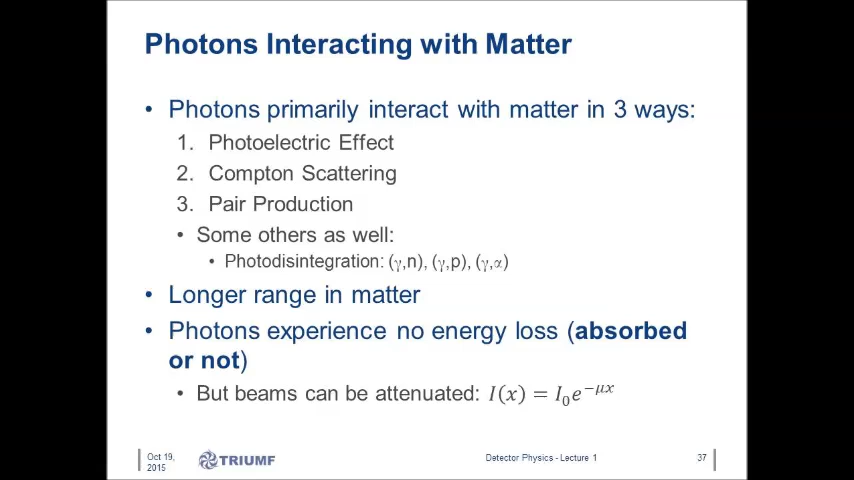 Photons Interacting with Matter
• Photons primarily interact with matter in 3 ways:
1. Photoelectric Effect
2. Compton Scattering
3. Pair Production
• Some others as well:
• Photodisintegration: (γ,n), (γ,p), (γ,α)
• Longer range in matter
• Photons experience no energy loss (absorbed
or not)
• But beams can be attenuated: I(x) = I₀e^{−μx}
Oct 19,
2015
TRIUMF
Detector Physics - Lecture 1
37